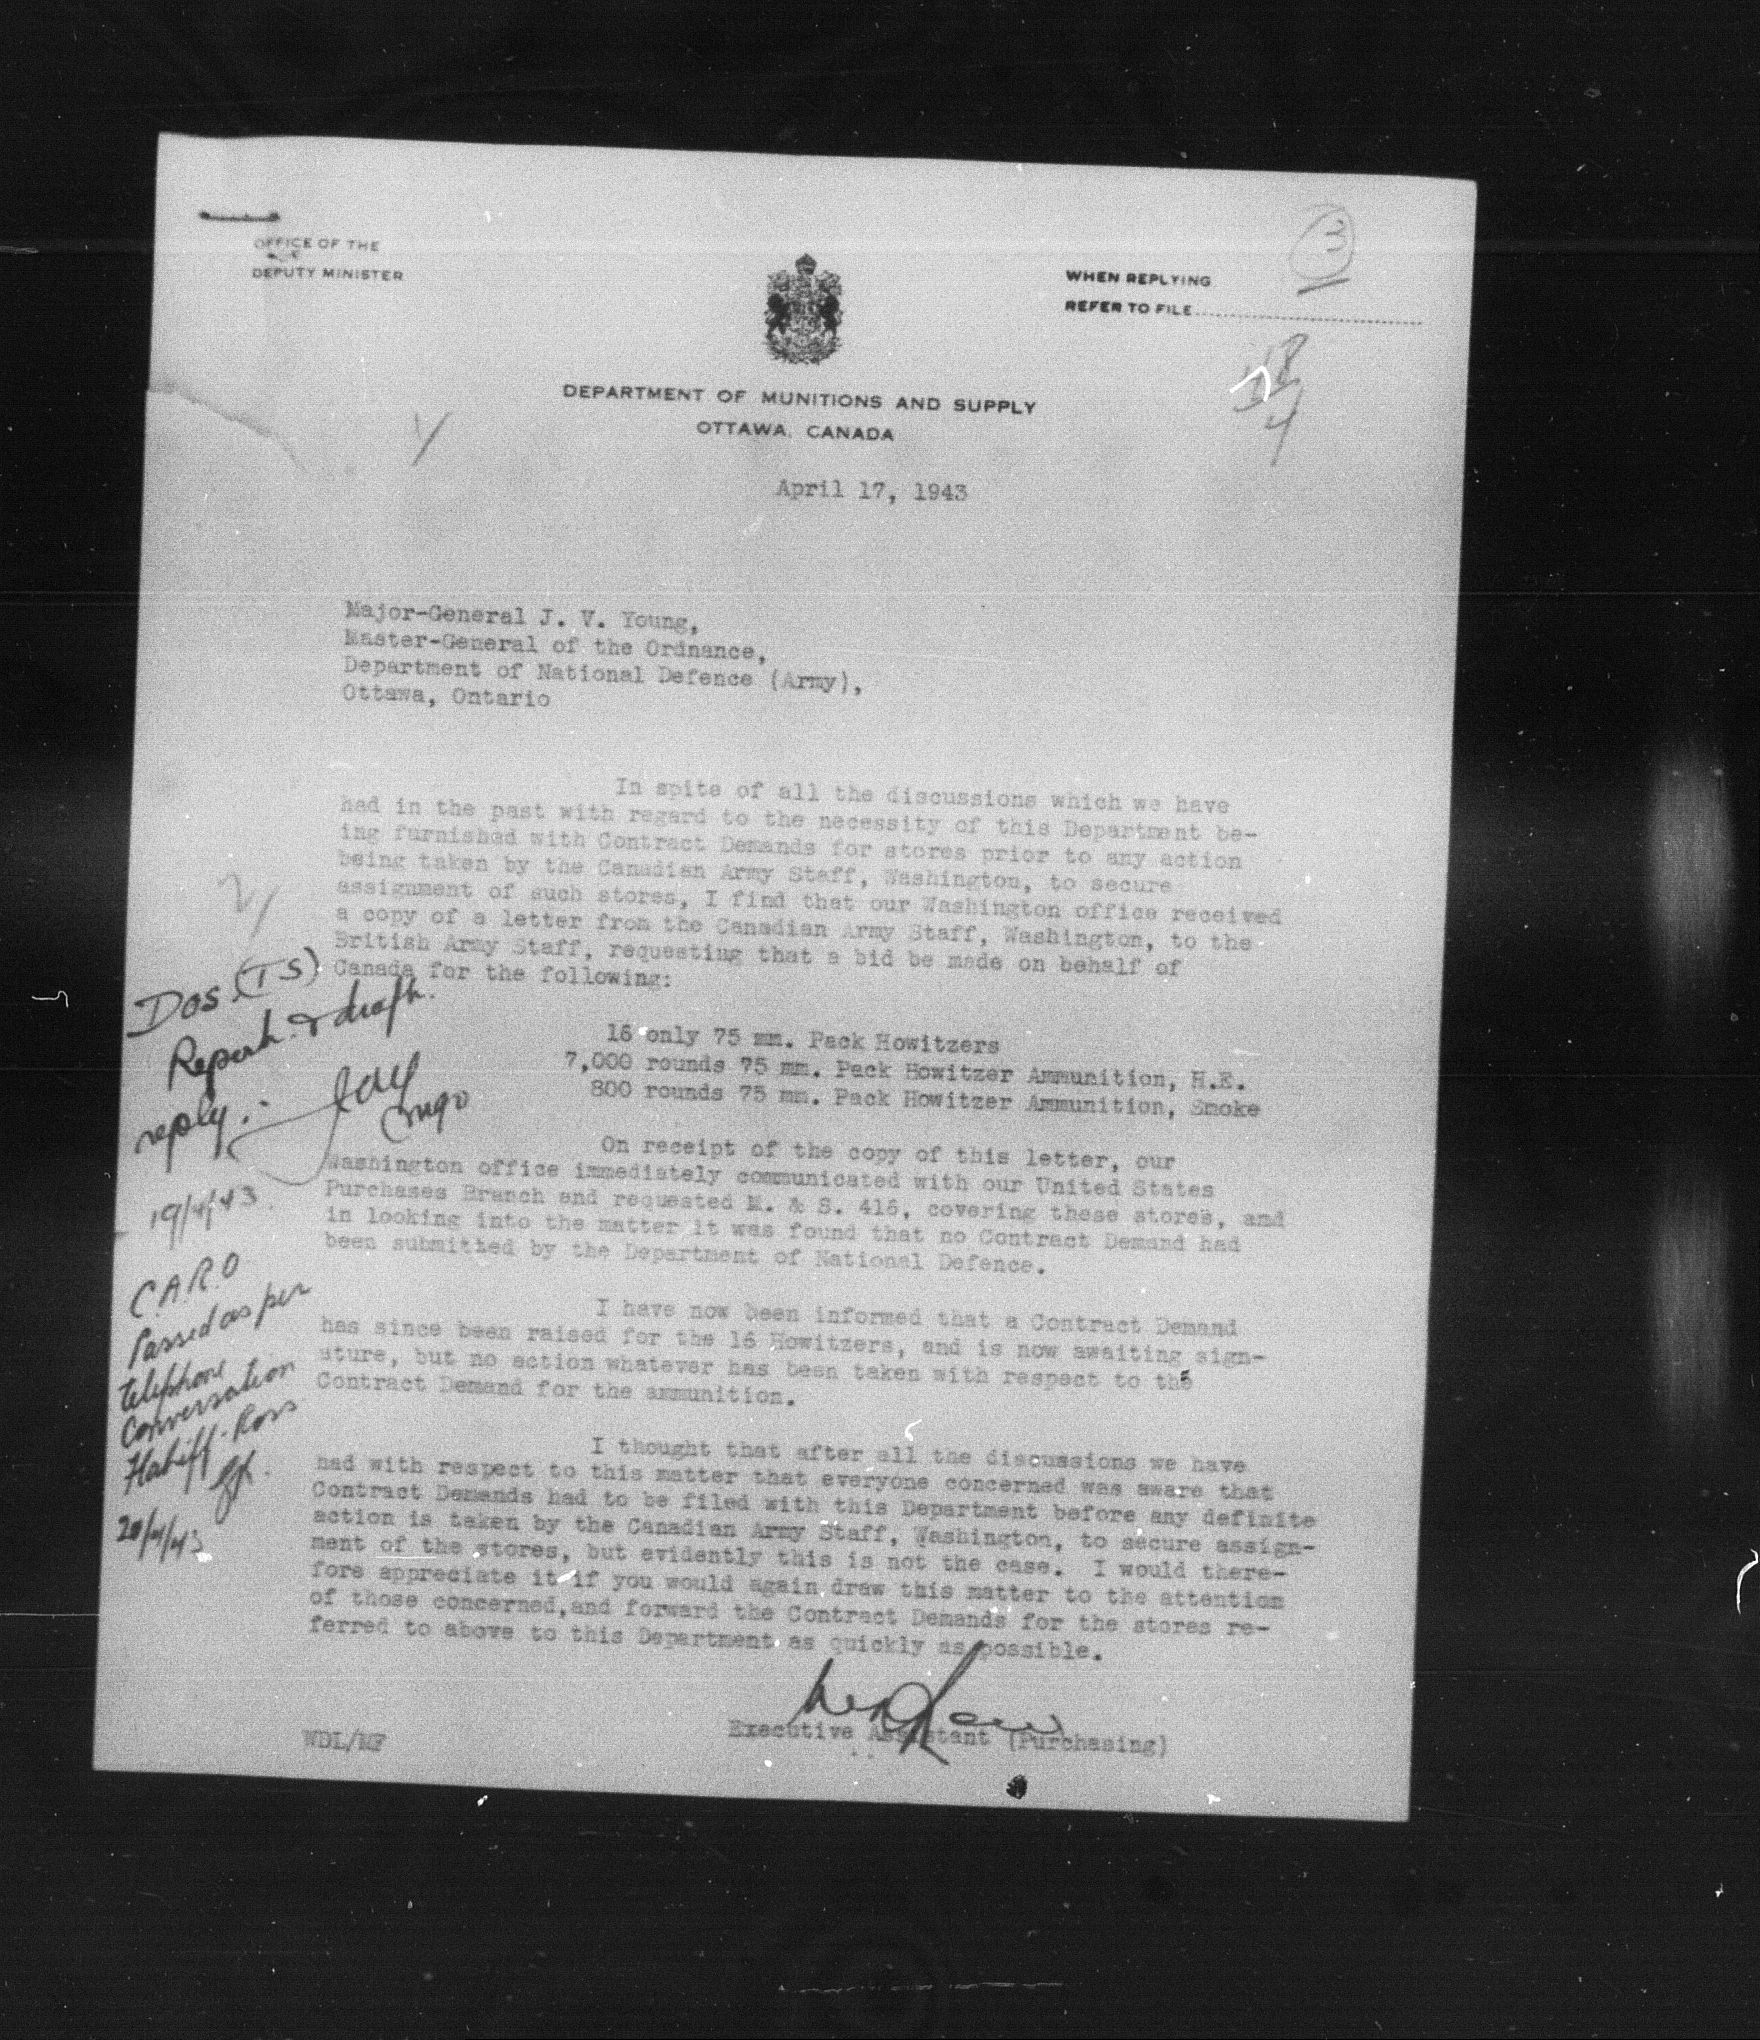 OFFICE OF THE
DEPUTY MINISTER
WHEN REPLYING
REFER TO FILE
3
DEPARTMENT OF MUNITIONS AND SUPPLY
OTTAWA, CANADA
April 17, 1943
Major-General J. V. Young,
Master-General of the Ordnance,
Department of National Defence (Army),
Ottawa, Ontario
In spite of all the discussions which we have
had in the past with regard to the necessity of this Department be-
ing furnished with Contract Demands for stores prior to any action
being taken by the Canadian Army Staff, Washington, to secure
assignment of such stores, I find that our Washington office received
a copy of a letter from the Canadian Army Staff, Washington, to the
British Army Staff, requesting that a bid be made on behalf of
Canada for the following:
16 only 75 mm. Pack Howitzers
7,000 rounds 75 mm. Pack Howitzer Ammunition, H.E.
800 rounds 75 mm. Pack Howitzer Ammunition, Smoke
On receipt of the copy of this letter, our
Washington office immediately communicated with our United States
Purchases Branch and requested M. & S. 416, covering these stores, and
in looking into the matter it was found that no Contract Demand had
been submitted by the Department of National Defence.
I have now been informed that a Contract Demand
has since been raised for the 16 Howitzers, and is now awaiting sign-
ature, but no action whatever has been taken with respect to the
Contract Demand for the ammunition.
I thought that after all the discussions we have
had with respect to this matter that everyone concerned was aware that
Contract Demands had to be filed with this Department before any definite
action is taken by the Canadian Army Staff, Washington, to secure assign-
ment of the stores, but evidently this is not the case. I would there-
fore appreciate it if you would again draw this matter to the attention
of those concerned, and forward the Contract Demands for the stores re-
ferred to above to this Department as quickly as possible.
Executive Assistant (Purchasing)
WDL/MF
DOS (TS)
Report & draft
reply.
19/4/43.
C.A.R.O
Passed as per
telephone
Conversation
Hahiff-Ross
20/4/43